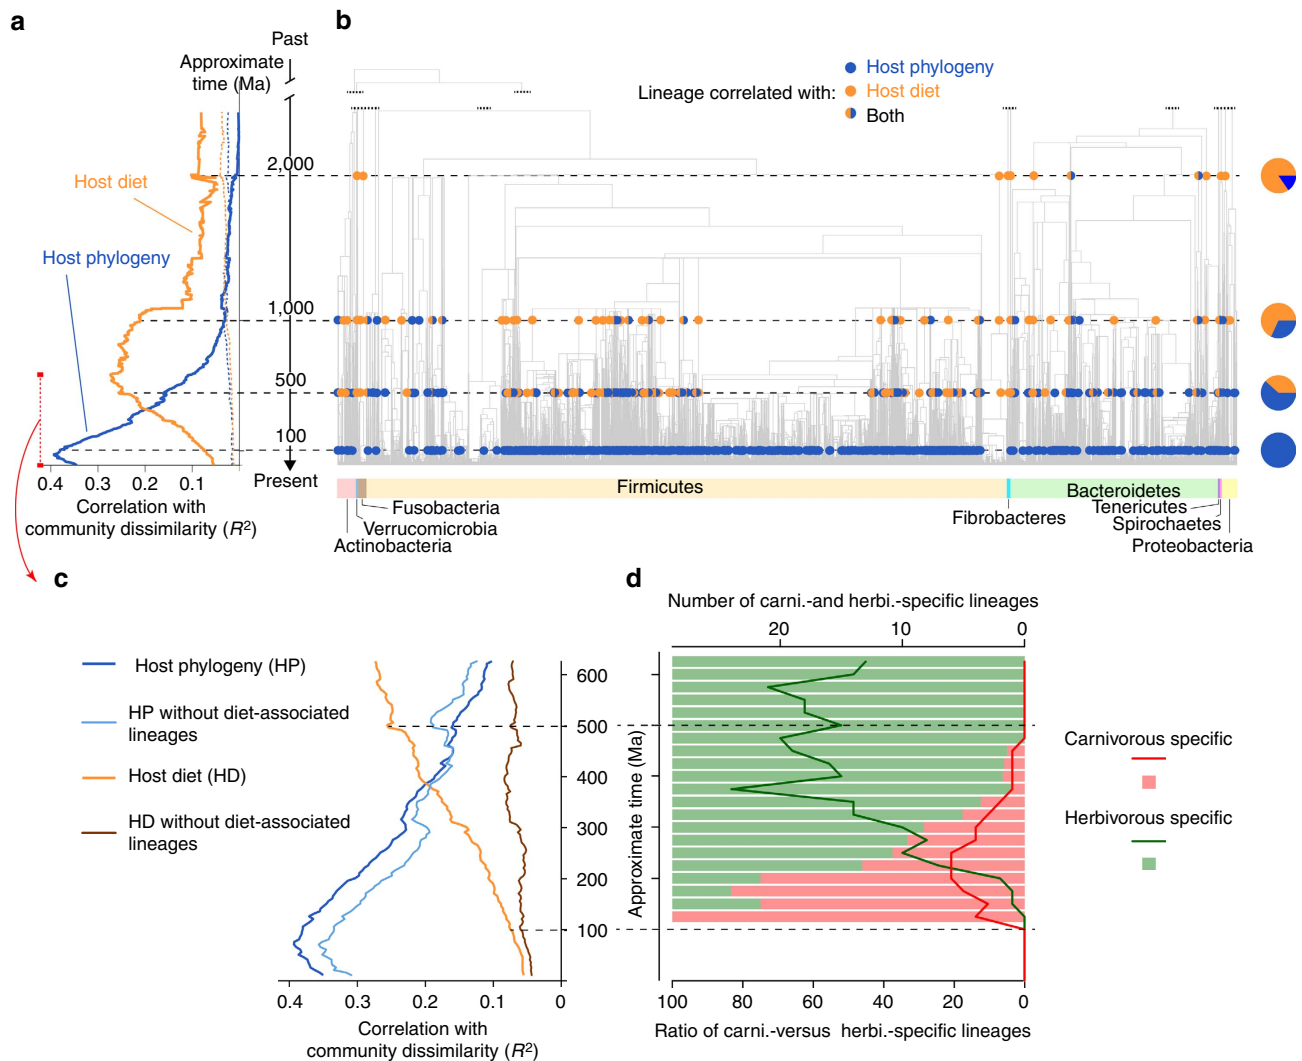 a
Past
Approximate
time (Ma)
Host diet
Host phylogeny
2,000
1,000
500
100
Present
0.4 0.3 0.2 0.1
Correlation with
community dissimilarity (R²)
b
Lineage correlated with:
Host phylogeny
Host diet
Both
Firmicutes
Bacteroidetes
Fusobacteria
Verrucomicrobia
Actinobacteria
Fibrobacteres
Tenericutes
Spirochaetes
Proteobacteria
c
Host phylogeny (HP)
HP without diet-associated
lineages
Host diet (HD)
HD without diet-associated
lineages
600
500
400
300
200
100
0.4 0.3 0.2 0.1 0
Correlation with
community dissimilarity (R²)
d
Number of carni.-and herbi.-specific lineages
20 10 0
Approximate time (Ma)
100 80 60 40 20 0
Ratio of carni.-versus herbi.-specific lineages
Carnivorous specific
Herbivorous specific